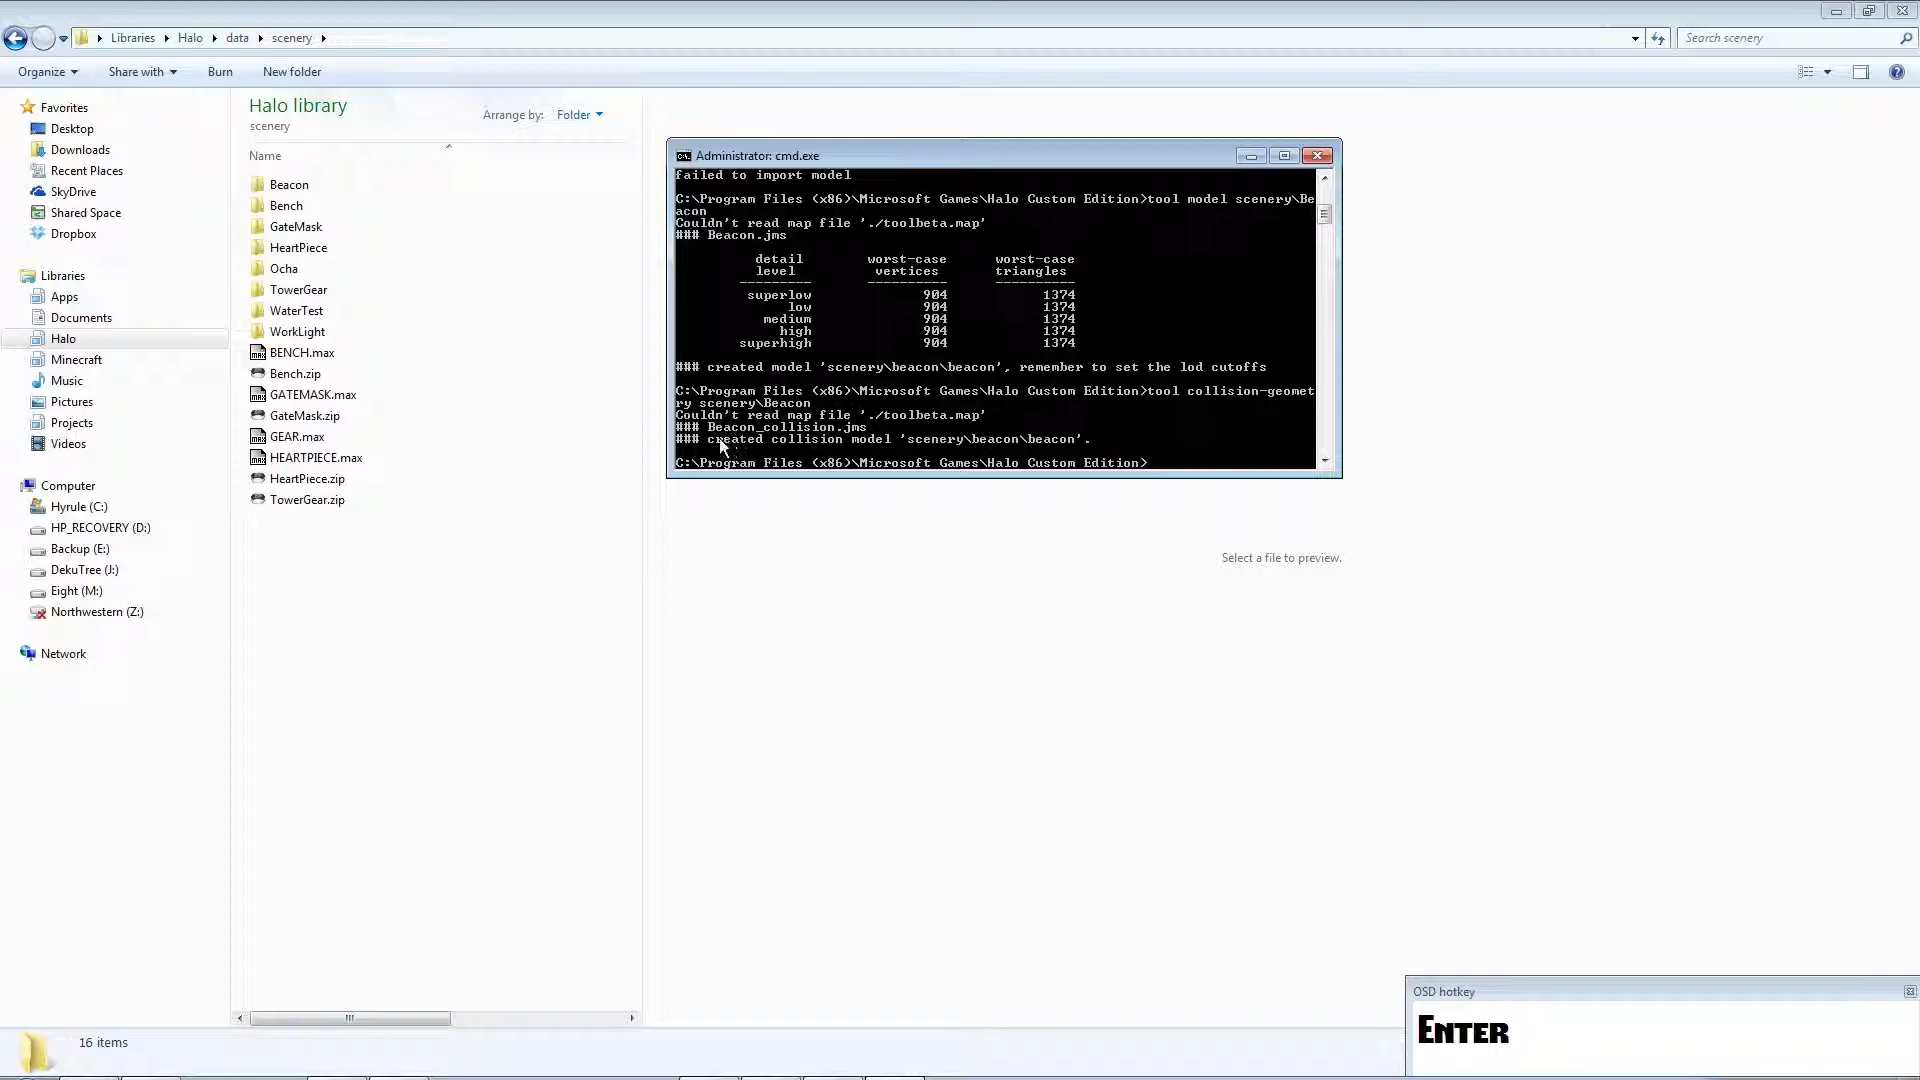 Libraries Halo data scenery
Search scenery
Organize Share with Burn New folder
Favorites
Desktop
Downloads
Recent Places
SkyDrive
Shared Space
Dropbox
Libraries
Apps
Documents
Halo
Minecraft
Music
Pictures
Projects
Videos
Computer
Hyrule (C:)
HP_RECOVERY (D:)
Backup (E:)
DekuTree (J:)
Eight (M:)
Northwestern (Z:)
Network
Halo library
scenery
Arrange by: Folder
Name
Beacon
Bench
GateMask
HeartPiece
Ocha
TowerGear
WaterTest
WorkLight
BENCH.max
Bench.zip
GATEMASK.max
GateMask.zip
GEAR.max
HEARTPIECE.max
HeartPiece.zip
TowerGear.zip
Administrator: cmd.exe
failed to import model
C:\Program Files (x86)\Microsoft Games\Halo Custom Edition>tool model scenery\Be
acon
Couldn't read map file './toolbeta.map'
### Beacon.jms
detail worst-case worst-case
level vertices triangles
---------- ---------- ----------
superlow 904 1374
low 904 1374
medium 904 1374
high 904 1374
superhigh 904 1374
### created model 'scenery\beacon\beacon', remember to set the lod cutoffs
C:\Program Files (x86)\Microsoft Games\Halo Custom Edition>tool collision-geomet
ry scenery\Beacon
Couldn't read map file './toolbeta.map'
### Beacon_collision.jms
### created collision model 'scenery\beacon\beacon'.
C:\Program Files (x86)\Microsoft Games\Halo Custom Edition>
Select a file to preview.
16 items
OSD hotkey
ENTER